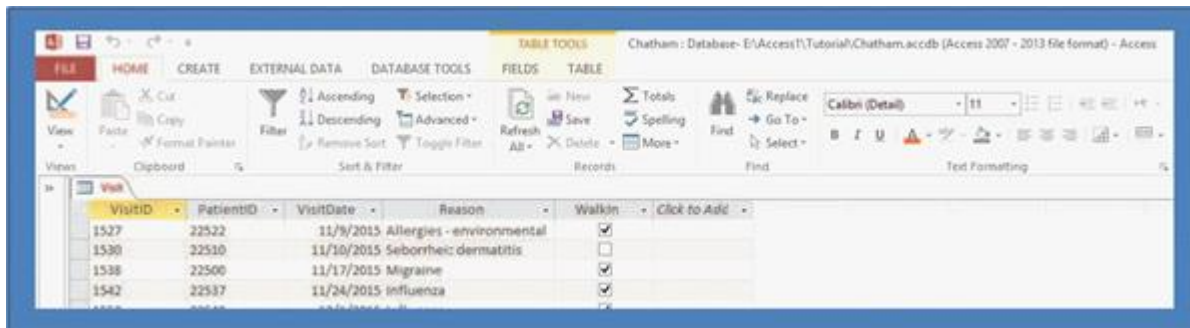 TABLE TOOLS Chatham : Database- E:\Access1\Tutorial\Chatham.accdb (Access 2007 - 2013 file format) - Access
FILE HOME CREATE EXTERNAL DATA DATABASE TOOLS FIELDS TABLE
View Paste Cut Copy Format Painter Filter Ascending Descending Remove Sort Selection Advanced Toggle Filter Refresh All New Save Delete Totals Spelling More Find Replace Go To Select Calibri (Detail) 11 B I U A
Views Clipboard Sort & Filter Records Find Text Formatting
Visit
VisitID PatientID VisitDate Reason WalkIn Click to Add
1527 22522 11/9/2015 Allergies - environmental
1530 22510 11/10/2015 Seborrheic dermatitis
1538 22500 11/17/2015 Migraine
1542 22537 11/24/2015 Influenza